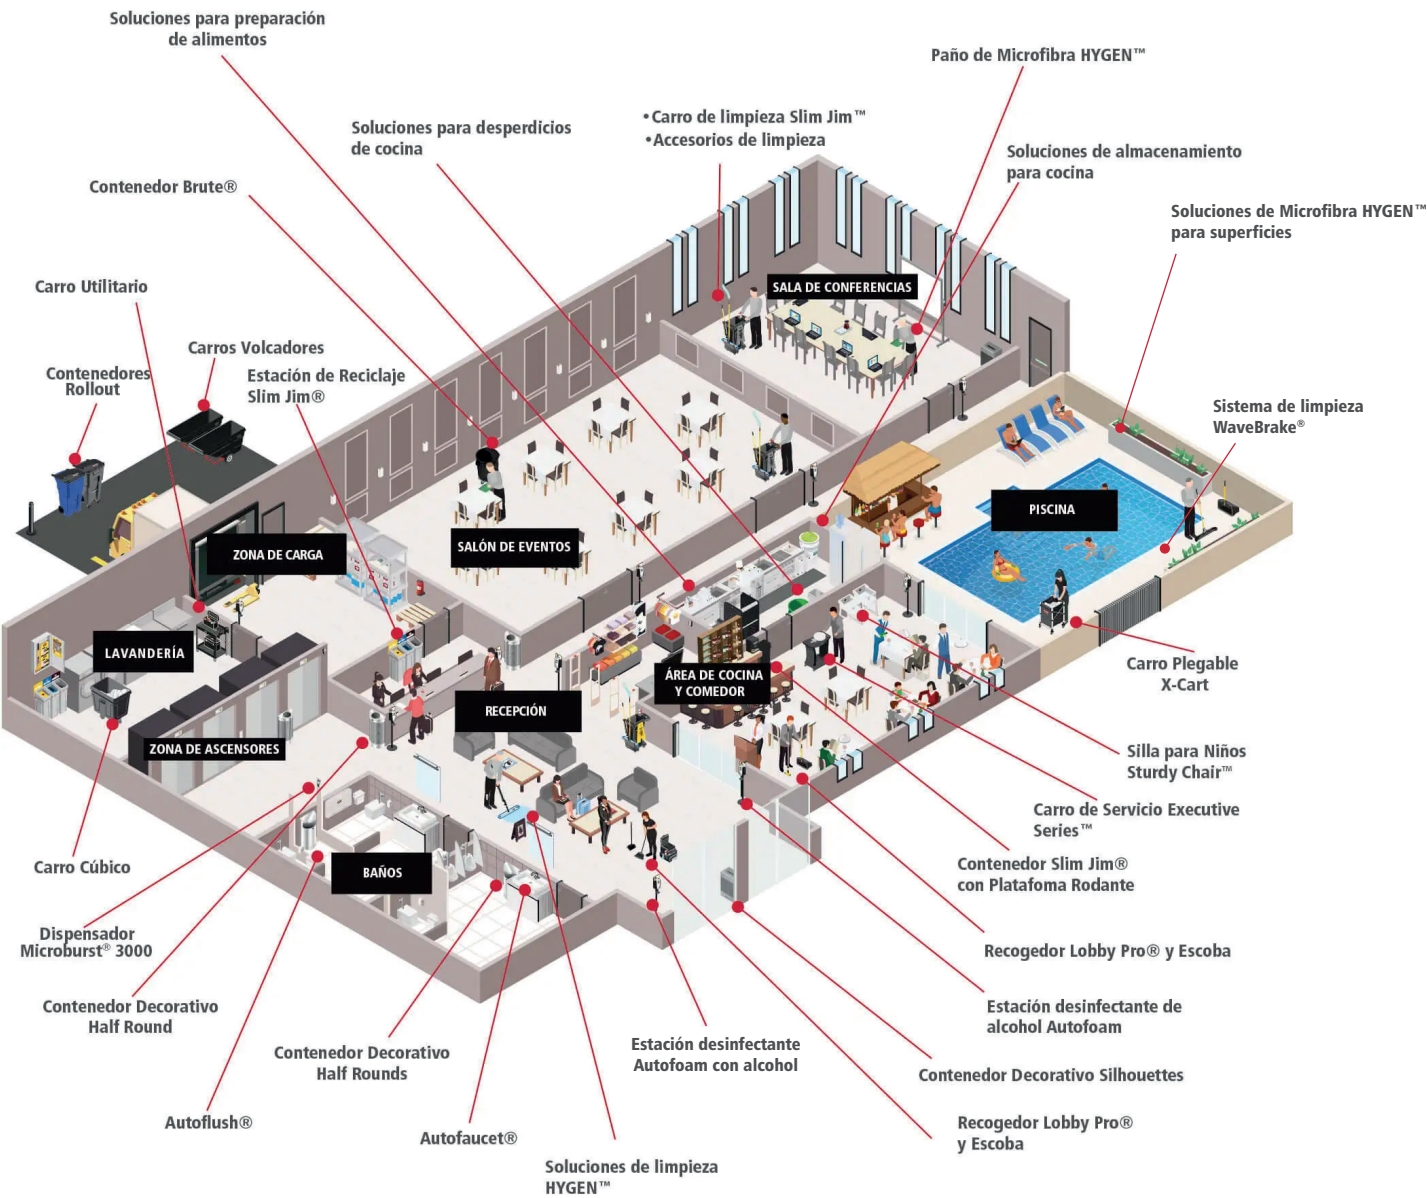 Soluciones para preparación
de alimentos
Paño de Microfibra HYGEN™
Soluciones para desperdicios
de cocina
•Carro de limpieza Slim Jim™
•Accesorios de limpieza
Soluciones de almacenamiento
para cocina
Contenedor Brute®
Soluciones de Microfibra HYGEN™
para superficies
Carro Utilitario
SALA DE CONFERENCIAS
Carros Volcadores
Contenedores
Rollout
Estación de Reciclaje
Slim Jim®
Sistema de limpieza
WaveBrake®
PISCINA
ZONA DE CARGA
SALÓN DE EVENTOS
LAVANDERÍA
ÁREA DE COCINA
Y COMEDOR
RECEPCIÓN
ZONA DE ASCENSORES
Carro Plegable
X-Cart
Silla para Niños
Sturdy Chair™
Carro de Servicio Executive
Series™
Carro Cúbico
BAÑOS
Contenedor Slim Jim®
con Platafoma Rodante
Dispensador
Microburst® 3000
Recogedor Lobby Pro® y Escoba
Contenedor Decorativo
Half Round
Estación desinfectante de
alcohol Autofoam
Contenedor Decorativo
Half Rounds
Estación desinfectante
Autofoam con alcohol
Contenedor Decorativo Silhouettes
Autoflush®
Autofaucet®
Recogedor Lobby Pro®
y Escoba
Soluciones de limpieza
HYGEN™